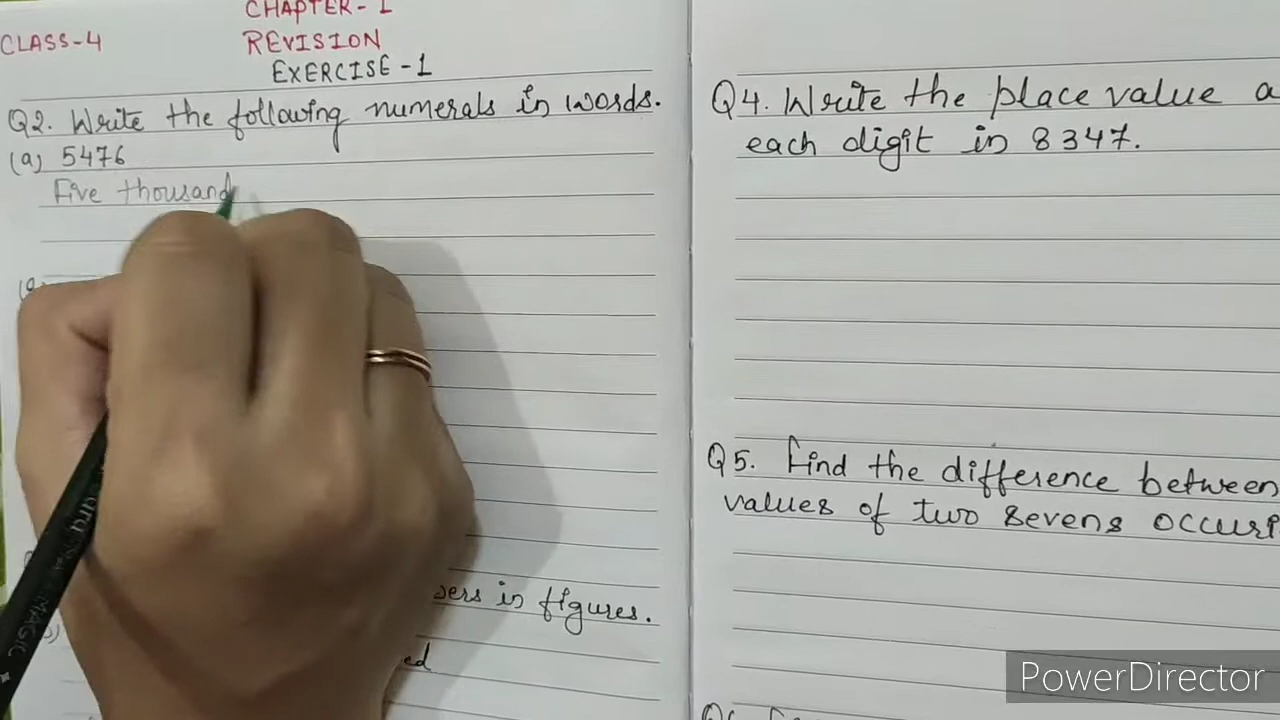 CHAPTER - 1
CLASS-4
REVISION
EXERCISE - 1
Q2. Write the following numerals in words.
(a) 5476
Five thousand
in figures.
Q4. Write the place value
each digit in 8347.
Q5. Find the difference between
values of two sevens
PowerDirector